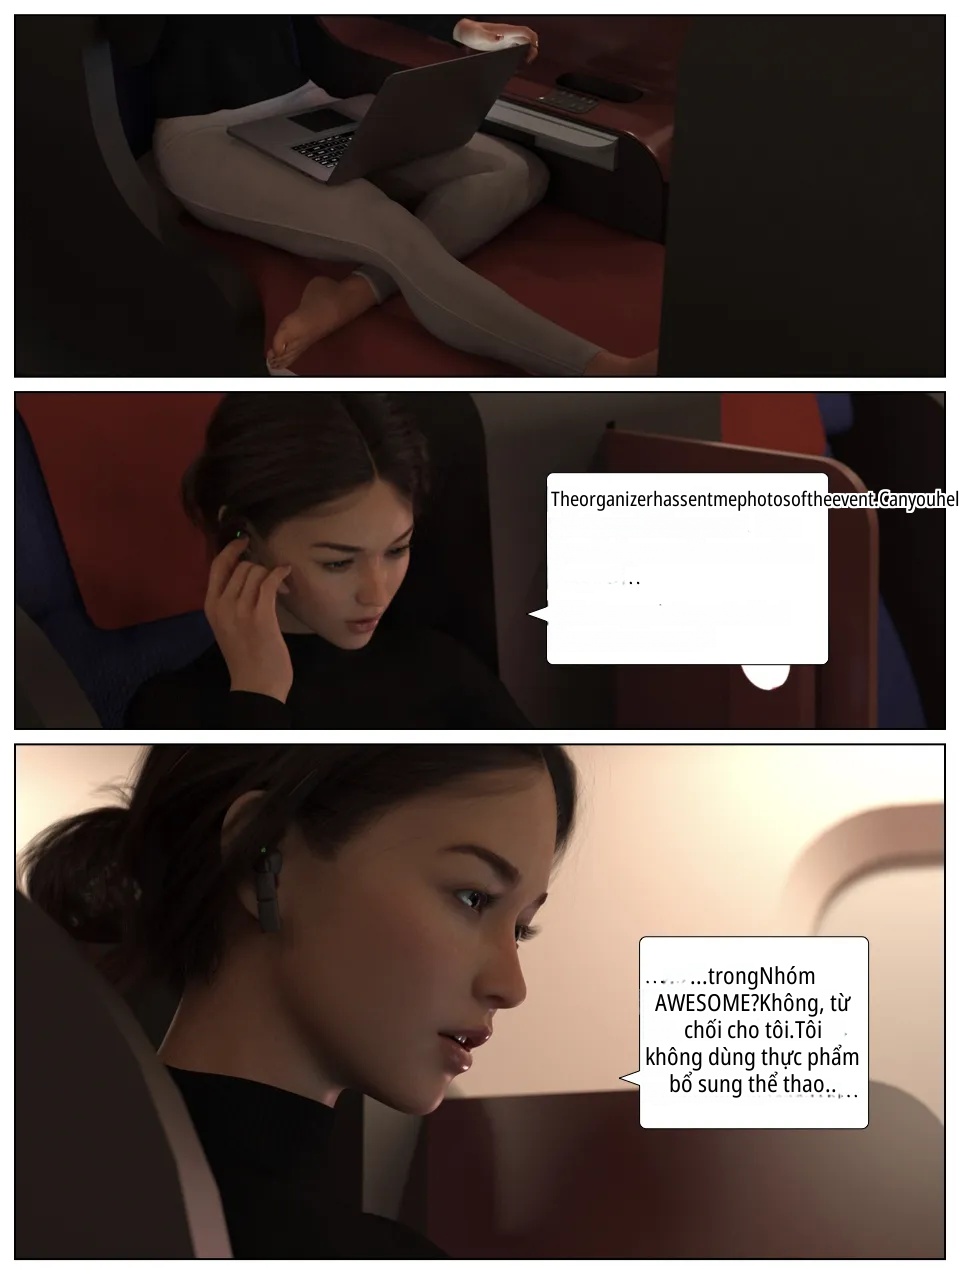 Theorganizerhassentmephotosoftheevent.Canyouhel
...trongNhóm
AWESOME?Không, từ
chối cho tôi.Tôi
không dùng thực phẩm
bổ sung thể thao..